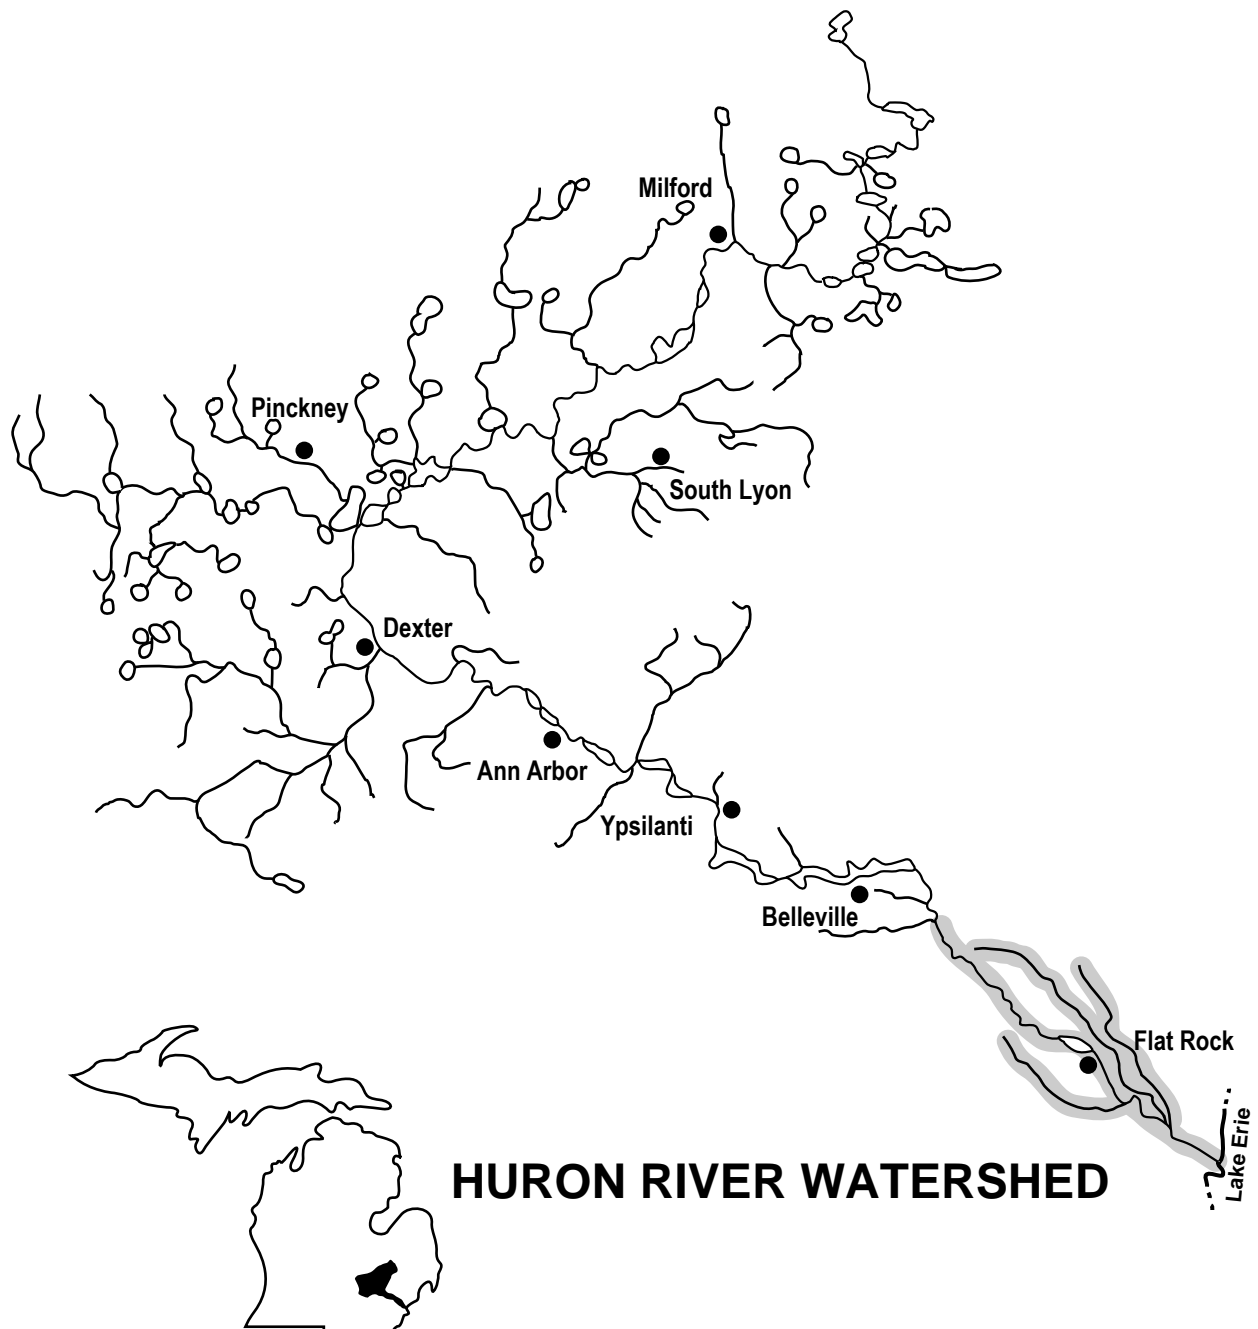 Milford
Pinckney
South Lyon
Dexter
Ann Arbor
Ypsilanti
Belleville
Flat Rock
Lake Erie
HURON RIVER WATERSHED